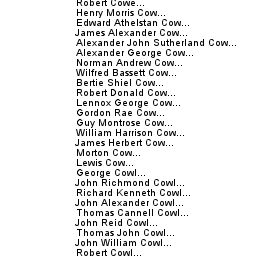 Robert Cowe...
Henry Morris Cow...
Edward Athelstan Cow...
James Alexander Cow...
Alexander John Sutherland Cow...
Alexander George Cow...
Norman Andrew Cow...
Wilfred Bassett Cow...
Bertie Shiel Cow...
Robert Donald Cow...
Lennox George Cow...
Gordon Rae Cow...
Guy Montrose Cow...
William Harrison Cow...
James Herbert Cow...
Morton Cow...
Lewis Cow...
George Cowl...
John Richmond Cowl...
Richard Kenneth Cowl...
John Alexander Cowl...
Thomas Cannell Cowl...
John Reid Cowl...
Thomas John Cowl...
John William Cowl...
Robert Cowl...